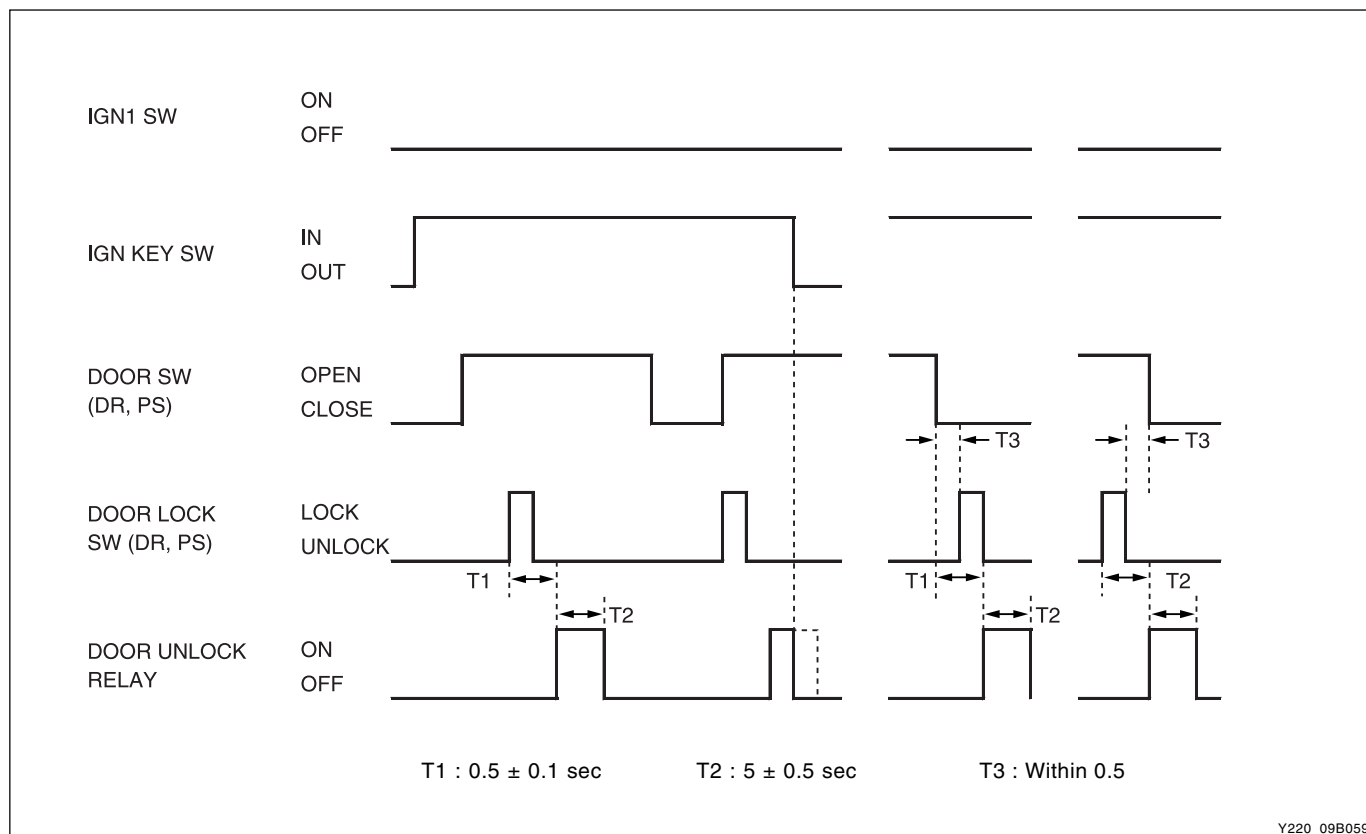 IGN1 SW
ON
OFF
IGN KEY SW
IN
OUT
DOOR SW
(DR, PS)
OPEN
CLOSE
T3
T3
DOOR LOCK
SW (DR, PS)
LOCK
UNLOCK
T1
T2
T1
T2
T2
T2
DOOR UNLOCK
RELAY
ON
OFF
T1 : 0.5 ± 0.1 sec
T2 : 5 ± 0.5 sec
T3 : Within 0.5
Y220_09B059